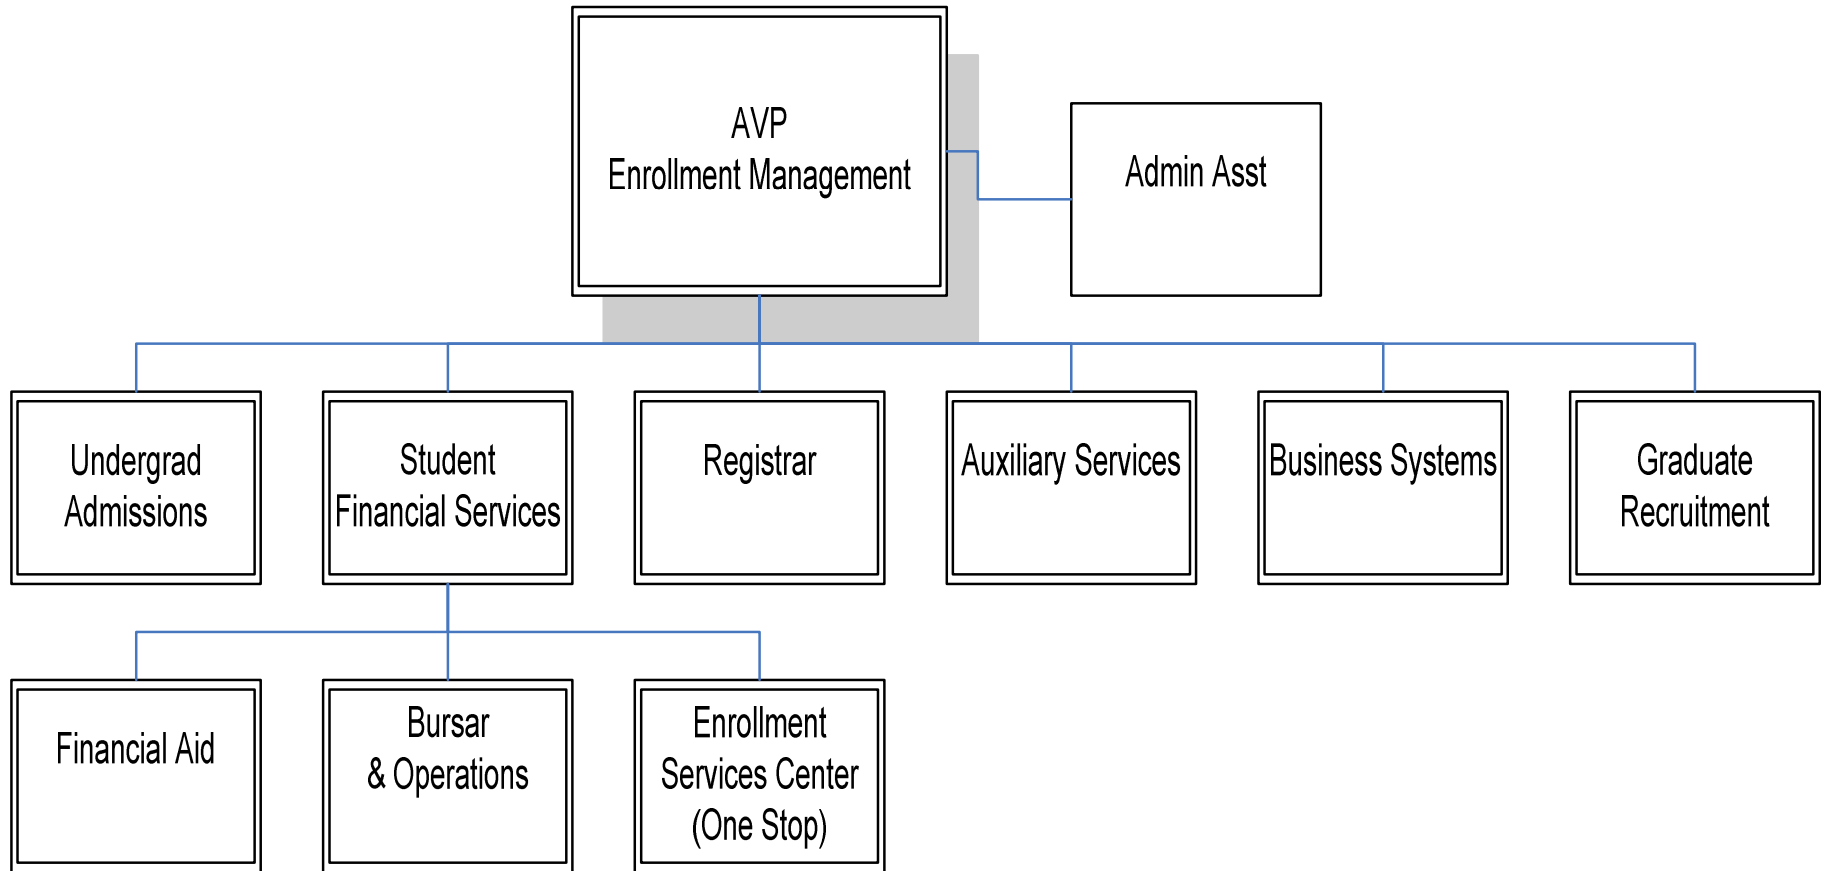 AVP
Enrollment Management
Admin Asst
Undergrad
Admissions
Student
Financial Services
Registrar
Auxiliary Services
Business Systems
Graduate
Recruitment
Financial Aid
Bursar
& Operations
Enrollment
Services Center
(One Stop)